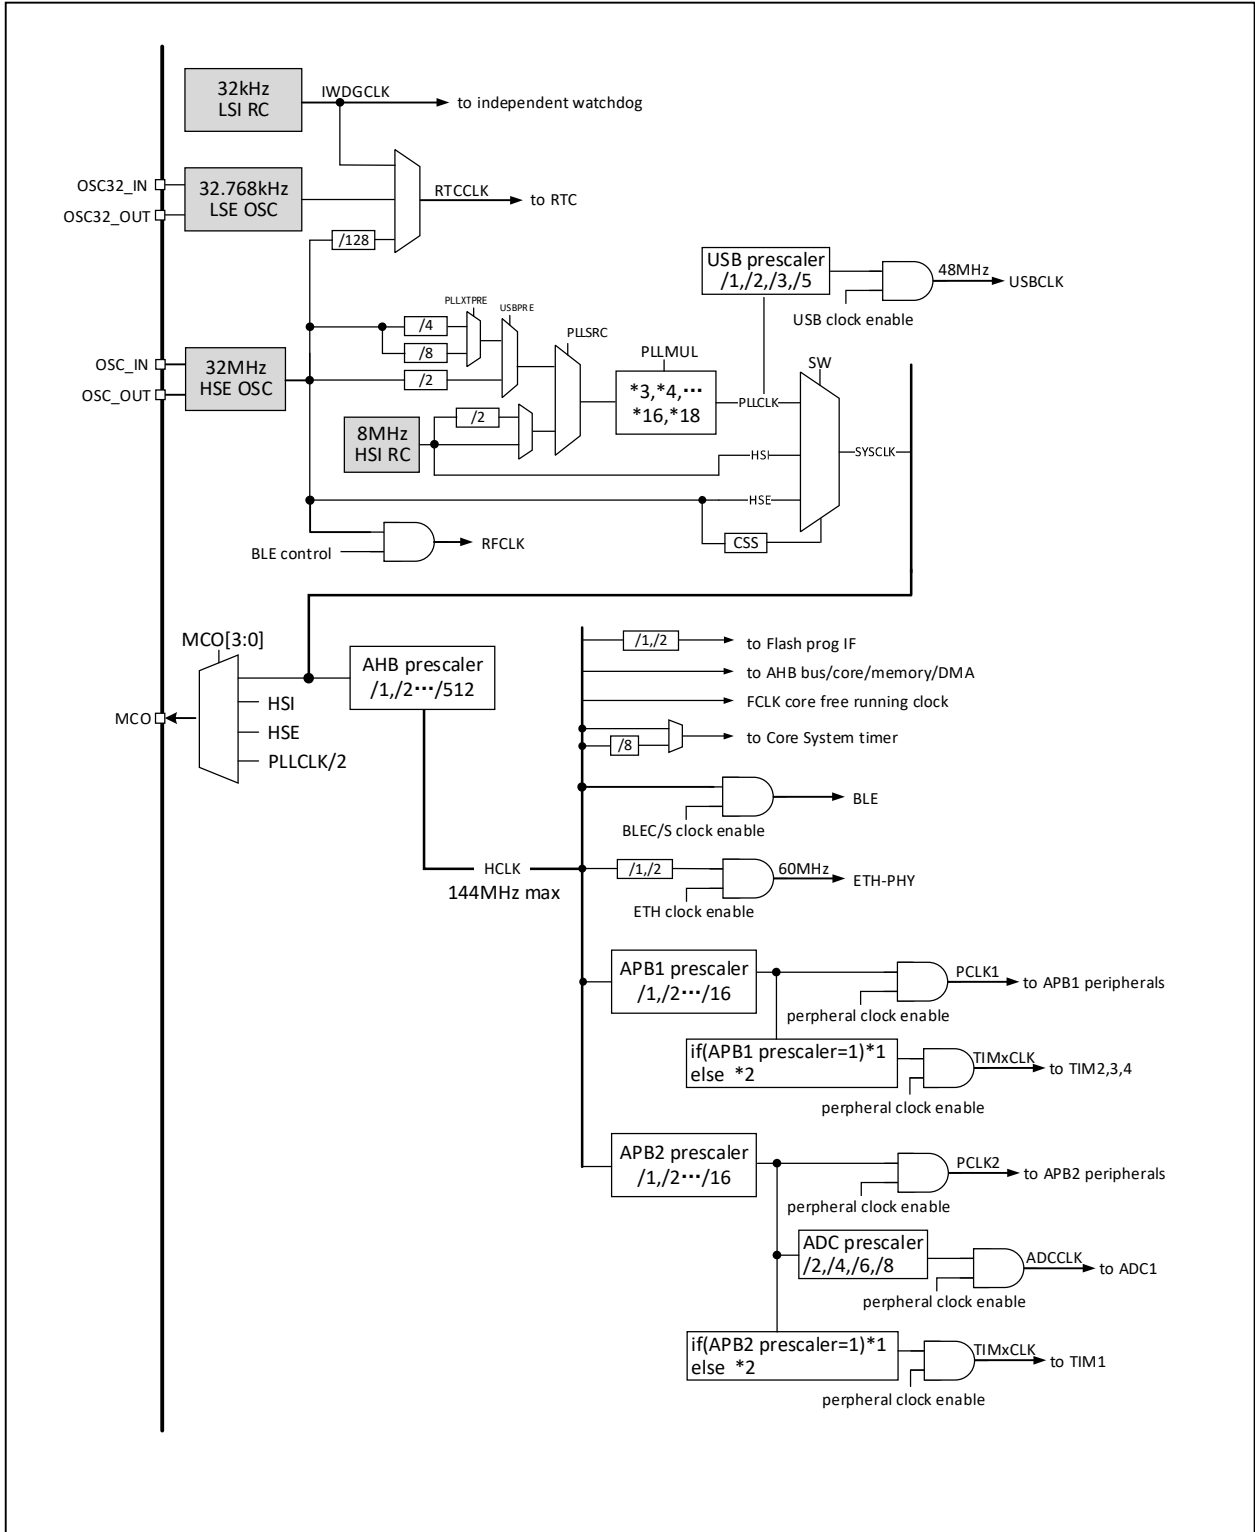 32kHz
LSI RC
IWDGCLK
to independent watchdog
OSC32_IN
OSC32_OUT
32.768kHz
LSE OSC
RTCCLK
to RTC
/128
USB prescaler
/1,/2,/3,/5
48MHz
USBCLK
USB clock enable
PLLXTPRE
USBPRE
/4
/8
/2
PLLSRC
PLLMUL
*3,*4,⋯
*16,*18
PLLCLK
SW
OSC_IN
OSC_OUT
32MHz
HSE OSC
8MHz
HSI RC
/2
HSI
SYSCLK
HSE
CSS
BLE control
RFCLK
MCO[3:0]
MCO
HSI
HSE
PLLCLK/2
AHB prescaler
/1,/2⋯/512
HCLK
144MHz max
/1,/2
to Flash prog IF
to AHB bus/core/memory/DMA
FCLK core free running clock
/8
to Core System timer
BLE
BLEC/S clock enable
/1,/2
60MHz
ETH-PHY
ETH clock enable
APB1 prescaler
/1,/2⋯/16
PCLK1
to APB1 peripherals
perpheral clock enable
if(APB1 prescaler=1)*1
else *2
TIMxCLK
to TIM2,3,4
perpheral clock enable
APB2 prescaler
/1,/2⋯/16
PCLK2
to APB2 peripherals
perpheral clock enable
ADC prescaler
/2,/4,/6,/8
ADCCLK
to ADC1
perpheral clock enable
if(APB2 prescaler=1)*1
else *2
TIMxCLK
to TIM1
perpheral clock enable